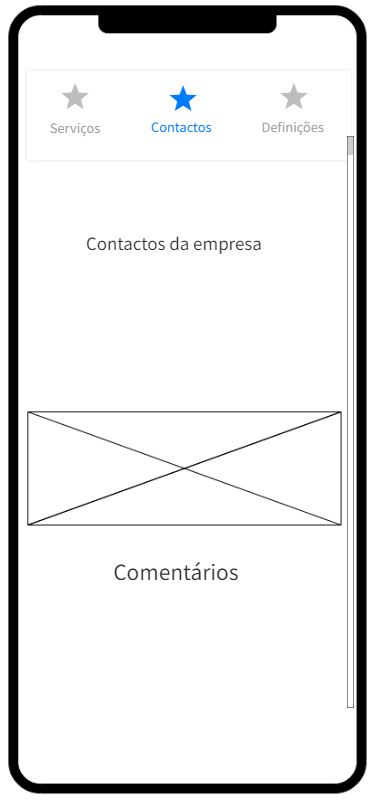 Serviços
Contactos
Definições
Contactos da empresa
Comentários